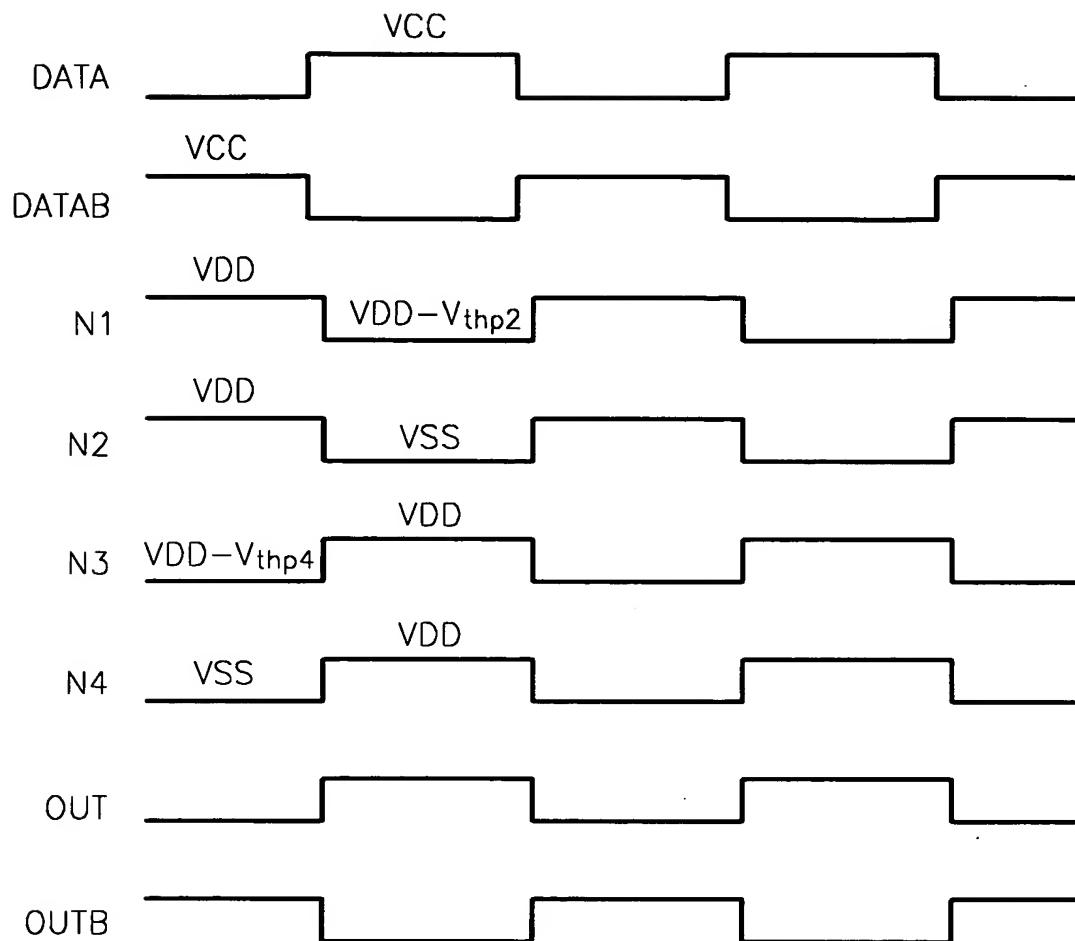 VCC
DATA
VCC
DATAB
VDD
N1
VDD-Vthp2
VDD
N2
VSS
VDD
N3
VDD-Vthp4
VDD
N4
VSS
OUT
OUTB